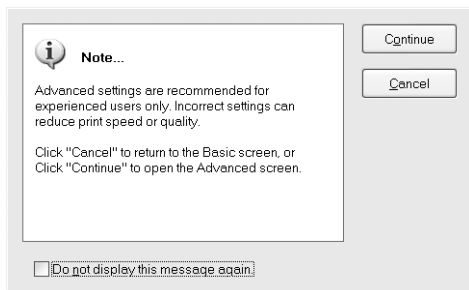 Note...
Advanced settings are recommended for
experienced users only. Incorrect settings can
reduce print speed or quality.
Click "Cancel" to return to the Basic screen, or
Click "Continue" to open the Advanced screen.
Continue
Cancel
Do not display this message again.